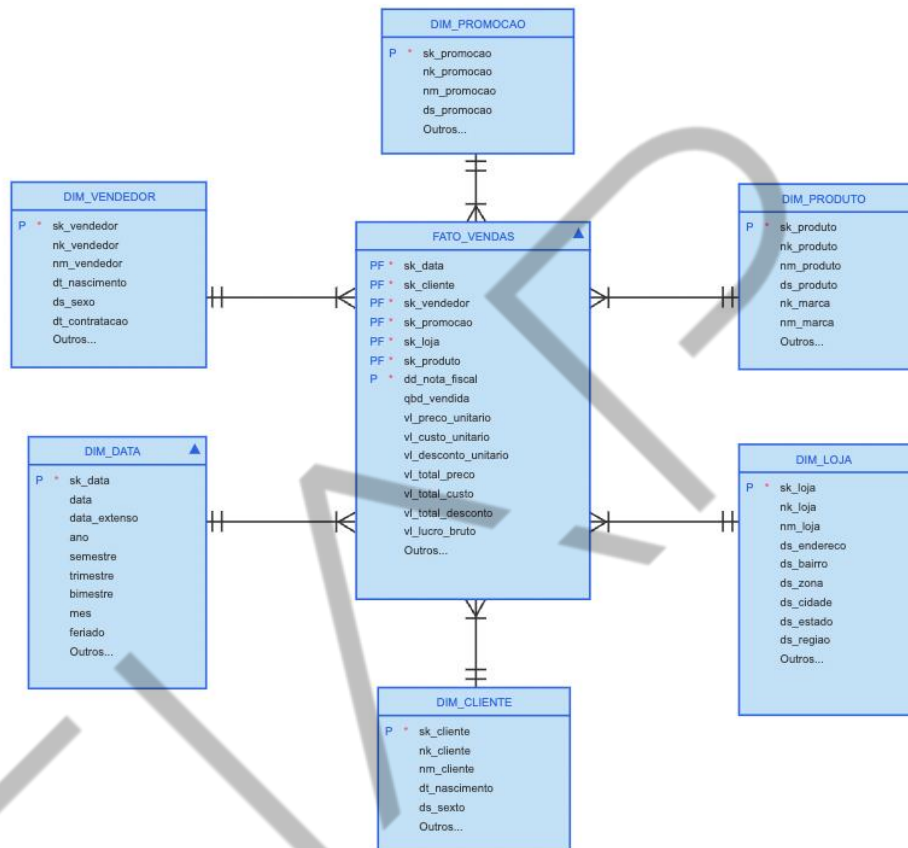 DIM_PROMOCAO
P * sk_promocao
nk_promocao
nm_promocao
ds_promocao
Outros...
DIM_VENDEDOR
P * sk_vendedor
nk_vendedor
nm_vendedor
dt_nascimento
ds_sexo
dt_contratacao
Outros...
FATO_VENDAS
PF * sk_data
PF * sk_cliente
PF * sk_vendedor
PF * sk_promocao
PF * sk_loja
PF * sk_produto
P * dd_nota_fiscal
qbd_vendida
vl_preco_unitario
vl_custo_unitario
vl_desconto_unitario
vl_total_preco
vl_total_custo
vl_total_desconto
vl_lucro_bruto
Outros...
DIM_PRODUTO
P * sk_produto
nk_produto
nm_produto
ds_produto
nk_marca
nm_marca
Outros...
DIM_DATA
P * sk_data
data
data_extenso
ano
semestre
trimestre
bimestre
mes
feriado
Outros...
DIM_LOJA
P * sk_loja
nk_loja
nm_loja
ds_endereco
ds_bairro
ds_zona
ds_cidade
ds_estado
ds_regiao
Outros...
DIM_CLIENTE
P * sk_cliente
nk_cliente
nm_cliente
dt_nascimento
ds_sexto
Outros...